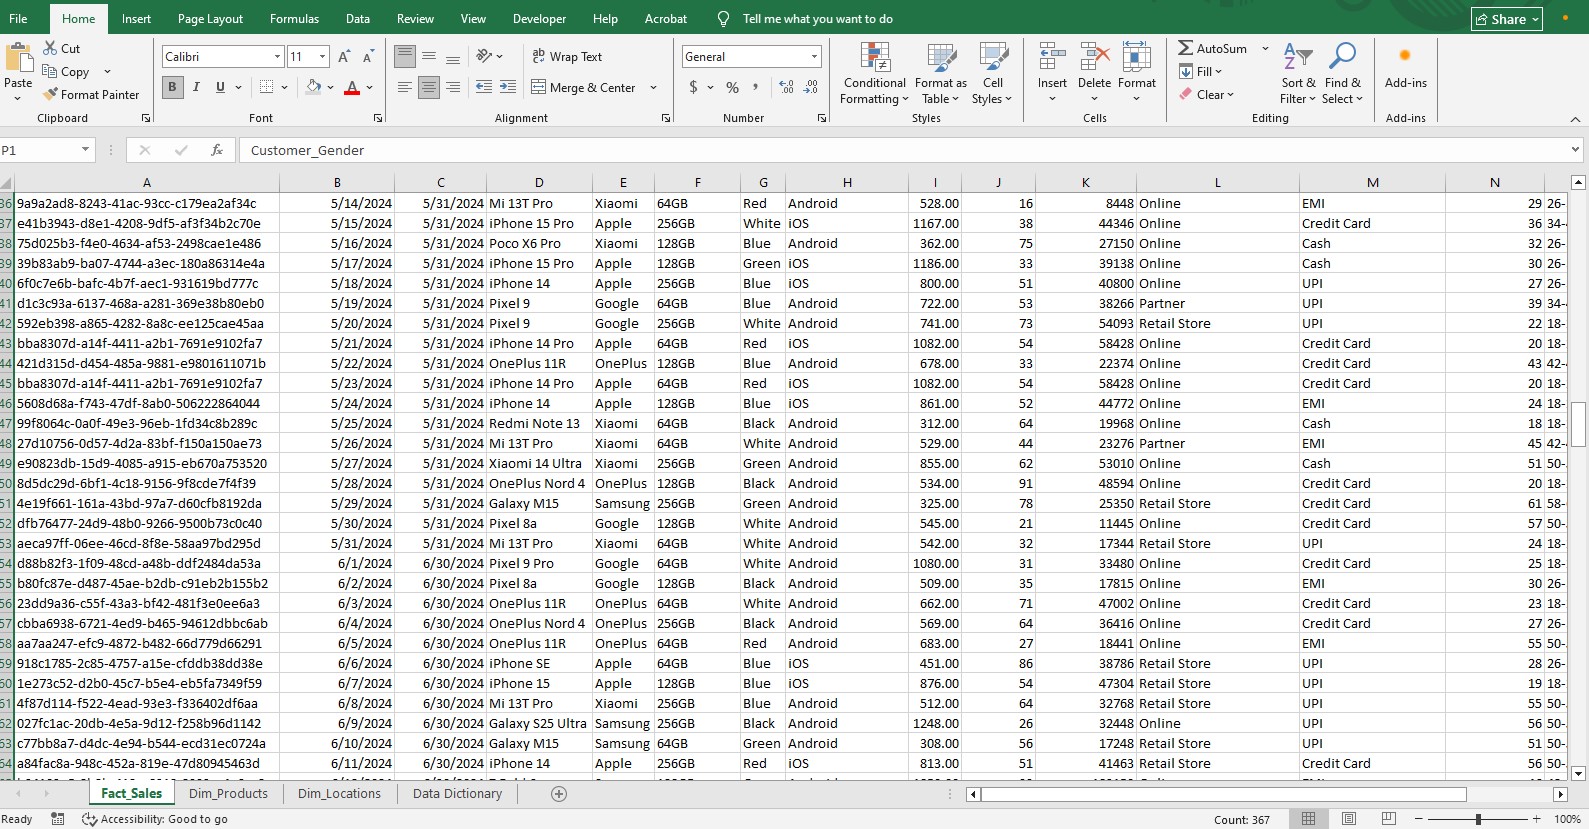 File Home Insert Page Layout Formulas Data Review View Developer Help Acrobat Tell me what you want to do Share
Paste Cut Copy Format Painter Clipboard
Calibri 11 B I U Font
Wrap Text Merge & Center Alignment
General $ % Number
Conditional Formatting Format as Table Cell Styles Styles
Insert Delete Format Cells
AutoSum Fill Clear Sort & Filter Find & Select Editing
Add-ins Add-ins
P1 fx Customer_Gender
A B C D E F G H I J K L M N
36 9a9a2ad8-8243-41ac-93cc-c179ea2af34c 5/14/2024 5/31/2024 Mi 13T Pro Xiaomi 64GB Red Android 528.00 16 8448 Online EMI 29 26-
37 e41b3943-d8e1-4208-9df5-af3f34b2c70e 5/15/2024 5/31/2024 iPhone 15 Pro Apple 256GB White iOS 1167.00 38 44346 Online Credit Card 36 34-
38 75d025b3-f4e0-4634-af53-2498cae1e486 5/16/2024 5/31/2024 Poco X6 Pro Xiaomi 128GB Blue Android 362.00 75 27150 Online Cash 32 26-
39 39b83ab9-ba07-4744-a3ec-180a86314e4a 5/17/2024 5/31/2024 iPhone 15 Pro Apple 128GB Green iOS 1186.00 33 39138 Online Cash 30 26-
40 6f0c7e6b-bafc-4b7f-aec1-931619bd777c 5/18/2024 5/31/2024 iPhone 14 Apple 256GB Blue iOS 800.00 51 40800 Online UPI 27 26-
41 d1c3c93a-6137-468a-a281-369e38b80eb0 5/19/2024 5/31/2024 Pixel 9 Google 64GB Blue Android 722.00 53 38266 Partner UPI 39 34-
42 592eb398-a865-4282-8a8c-ee125cae45aa 5/20/2024 5/31/2024 Pixel 9 Google 256GB White Android 741.00 73 54093 Retail Store UPI 22 18-
43 bba8307d-a14f-4411-a2b1-7691e9102fa7 5/21/2024 5/31/2024 iPhone 14 Pro Apple 64GB Red iOS 1082.00 54 58428 Online Credit Card 20 18-
44 421d315d-d454-485a-9881-e9801611071b 5/22/2024 5/31/2024 OnePlus 11R OnePlus 128GB Blue Android 678.00 33 22374 Online Credit Card 43 42-
45 bba8307d-a14f-4411-a2b1-7691e9102fa7 5/23/2024 5/31/2024 iPhone 14 Pro Apple 64GB Red iOS 1082.00 54 58428 Online Credit Card 20 18-
46 5608d68a-f743-47df-8ab0-506222864044 5/24/2024 5/31/2024 iPhone 14 Apple 128GB Blue iOS 861.00 52 44772 Online EMI 24 18-
47 99f8064c-0a0f-49e3-96eb-1fd34c8b289c 5/25/2024 5/31/2024 Redmi Note 13 Xiaomi 64GB Black Android 312.00 64 19968 Online Cash 18 18-
48 27d10756-0d57-4d2a-83bf-f150a150ae73 5/26/2024 5/31/2024 Mi 13T Pro Xiaomi 64GB White Android 529.00 44 23276 Partner EMI 45 42-
49 e90823db-15d9-4085-a915-eb670a753520 5/27/2024 5/31/2024 Xiaomi 14 Ultra Xiaomi 256GB Green Android 855.00 62 53010 Online Cash 51 50-
50 8d5dc29d-6bf1-4c18-9156-9f8cde7f4f39 5/28/2024 5/31/2024 OnePlus Nord 4 OnePlus 128GB Black Android 534.00 91 48594 Online Credit Card 20 18-
51 4e19f661-161a-43bd-97a7-d60cfb8192da 5/29/2024 5/31/2024 Galaxy M15 Samsung 256GB Green Android 325.00 78 25350 Retail Store Credit Card 61 58-
52 dfb76477-24d9-48b0-9266-9500b73c0c40 5/30/2024 5/31/2024 Pixel 8a Google 128GB White Android 545.00 21 11445 Online Credit Card 57 50-
53 aeca97ff-06ee-46cd-8f8e-58aa97bd295d 5/31/2024 5/31/2024 Mi 13T Pro Xiaomi 64GB White Android 542.00 32 17344 Retail Store UPI 24 18-
54 d88b82f3-1f09-48cd-a48b-ddf2484da53a 6/1/2024 6/30/2024 Pixel 9 Pro Google 64GB White Android 1080.00 31 33480 Online Credit Card 25 18-
55 b80fc87e-d487-45ae-b2db-c91eb2b155b2 6/2/2024 6/30/2024 Pixel 8a Google 128GB Black Android 509.00 35 17815 Online EMI 30 26-
56 23dd9a36-c55f-43a3-bf42-481f3e0ee6a3 6/3/2024 6/30/2024 OnePlus 11R OnePlus 64GB White Android 662.00 71 47002 Online Credit Card 23 18-
57 cbba6938-6721-4ed9-b465-94612dbbc6ab 6/4/2024 6/30/2024 OnePlus Nord 4 OnePlus 256GB Black Android 569.00 64 36416 Online Credit Card 27 26-
58 aa7aa247-efc9-4872-b482-66d779d66291 6/5/2024 6/30/2024 OnePlus 11R OnePlus 64GB Red Android 683.00 27 18441 Online EMI 55 50-
59 918c1785-2c85-4757-a15e-cfddb38dd38e 6/6/2024 6/30/2024 iPhone SE Apple 64GB Blue iOS 451.00 86 38786 Retail Store UPI 28 26-
60 1e273c52-d2b0-45c7-b5e4-eb5fa7349f59 6/7/2024 6/30/2024 iPhone 15 Apple 128GB Blue iOS 876.00 54 47304 Retail Store UPI 19 18-
61 4f87d114-f522-4ead-93e3-f336402df6aa 6/8/2024 6/30/2024 Mi 13T Pro Xiaomi 256GB Blue Android 512.00 64 32768 Retail Store UPI 55 50-
62 027fc1ac-20db-4e5a-9d12-f258b96d1142 6/9/2024 6/30/2024 Galaxy S25 Ultra Samsung 256GB Black Android 1248.00 26 32448 Online UPI 56 50-
63 c77bb8a7-d4dc-4e94-b544-ecd31ec0724a 6/10/2024 6/30/2024 Galaxy M15 Samsung 64GB Green Android 308.00 56 17248 Retail Store UPI 51 50-
64 a84fac8a-948c-452a-819e-47d80945463d 6/11/2024 6/30/2024 iPhone 14 Apple 256GB Red iOS 813.00 51 41463 Retail Store Credit Card 56 50-
Fact_Sales Dim_Products Dim_Locations Data Dictionary
Ready Accessibility: Good to go Count: 367 100%